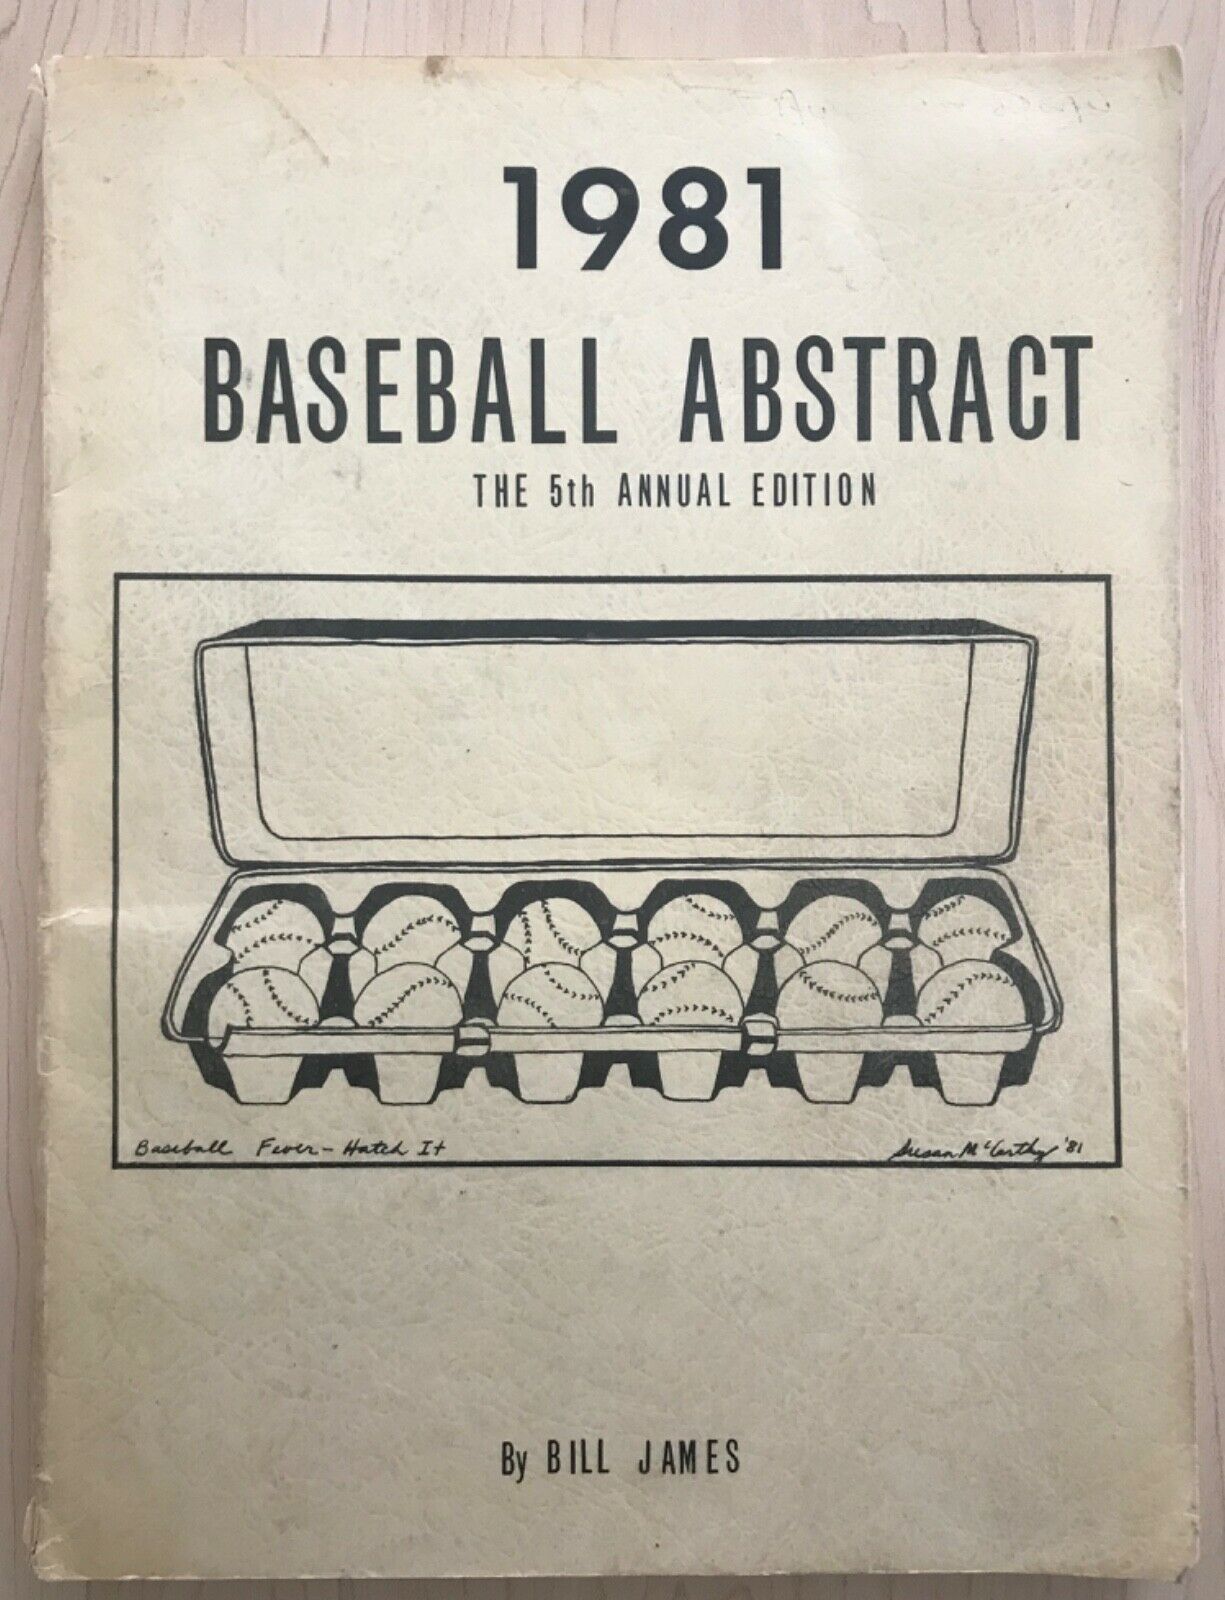 1981
BASEBALL ABSTRACT
THE 5th ANNUAL EDITION
Baseball Fever - Hatch It
Susan McCarthy '81
By BILL JAMES